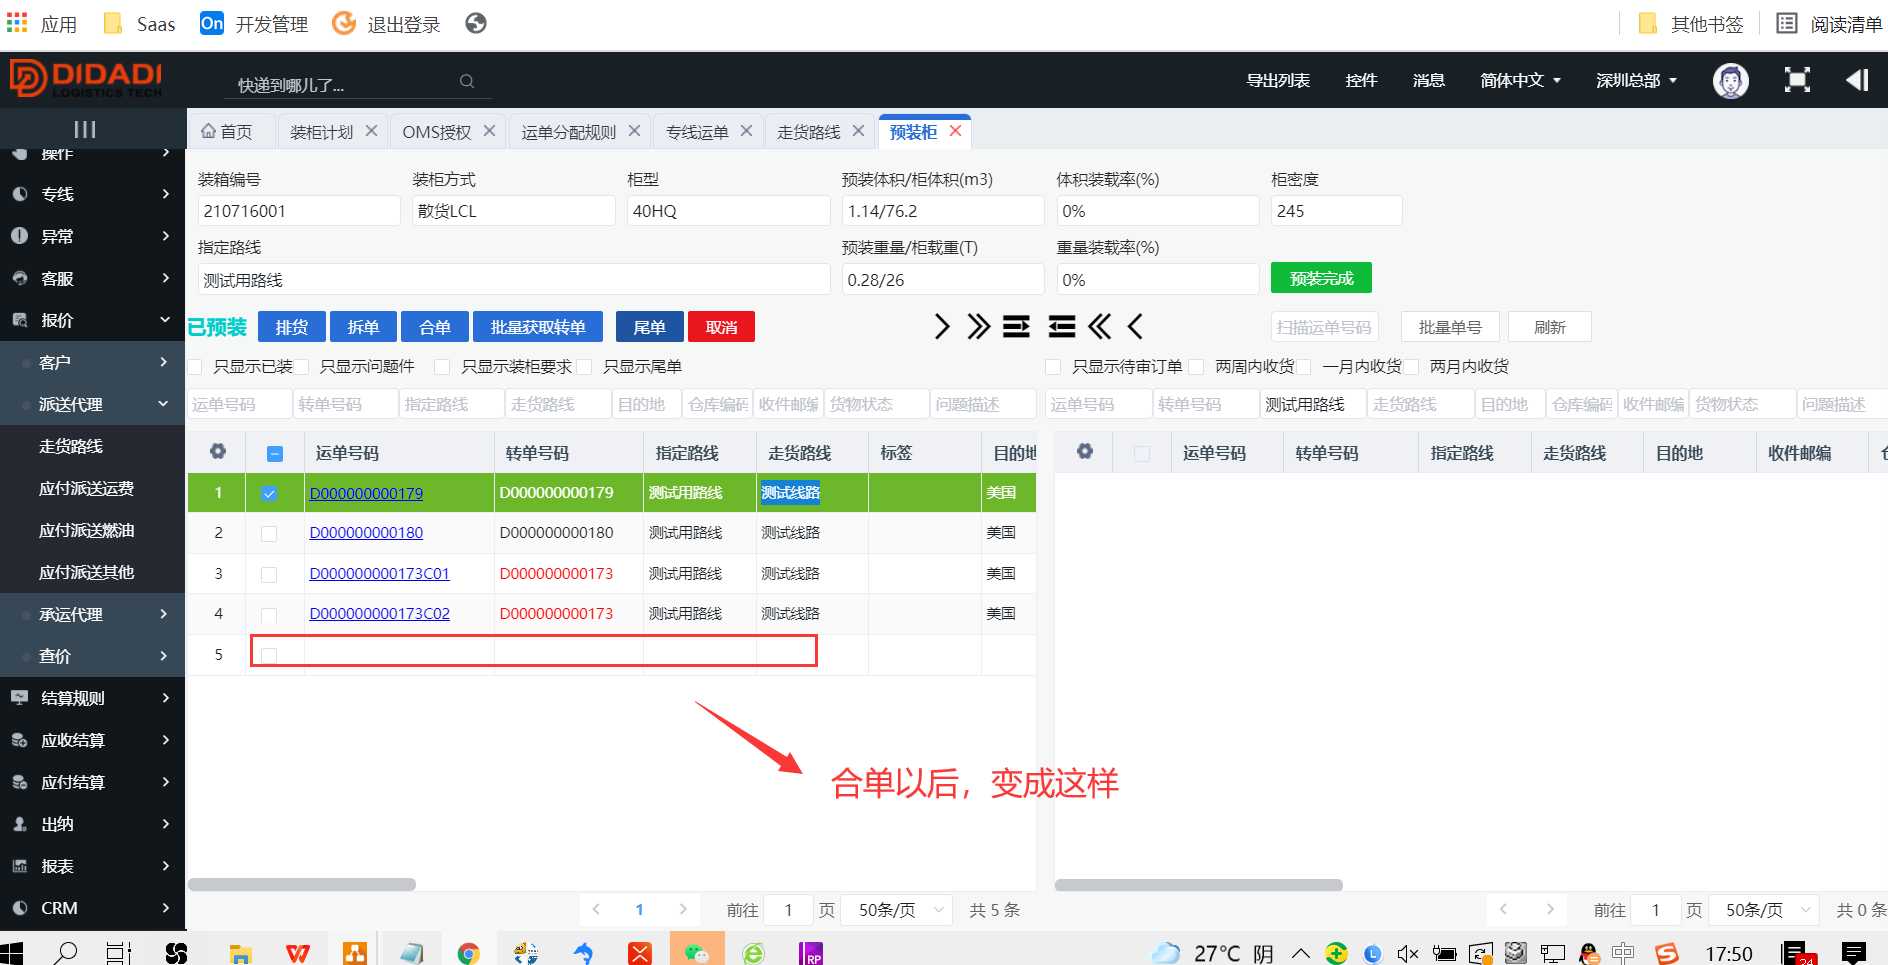 应用 Saas On 开发管理 退出登录 其他书签 阅读清单
DIDADI
LOGISTICS TECH
快递到哪儿了... 导出列表 控件 消息 简体中文 深圳总部
首页 装柜计划 OMS授权 运单分配规则 专线运单 走货路线 预装柜
操作
专线
异常
客服
报价
客户
派送代理
走货路线
应付派送运费
应付派送燃油
应付派送其他
承运代理
查价
结算规则
应收结算
应付结算
出纳
报表
CRM
装箱编号 装柜方式 柜型 预装体积/柜体积(m3) 体积装载率(%) 柜密度
210716001 散货LCL 40HQ 1.14/76.2 0% 245
指定路线 预装重量/柜载重(T) 重量装载率(%)
测试用路线 0.28/26 0% 预装完成
已预装 排货 拆单 合单 批量获取转单 尾单 取消 扫描运单号码 批量单号 刷新
只显示已装 只显示问题件 只显示装柜要求 只显示尾单 只显示待审订单 两周内收货 一月内收货 两月内收货
运单号码 转单号码 指定路线 走货路线 目的地 仓库编码 收件邮编 货物状态 问题描述 运单号码 转单号码 测试用路线 走货路线 目的地 仓库编码 收件邮编 货物状态 问题描述
运单号码 转单号码 指定路线 走货路线 标签 目的地 运单号码 转单号码 指定路线 走货路线 目的地 收件邮编
1 D000000000179 D000000000179 测试用路线 测试线路 美国
2 D000000000180 D000000000180 测试用路线 测试线路 美国
3 D000000000173C01 D000000000173 测试用路线 测试线路 美国
4 D000000000173C02 D000000000173 测试用路线 测试线路 美国
5
合单以后，变成这样
1 前往 1 页 50条/页 共 5 条 前往 1 页 50条/页 共 0 条
RP 27℃ 阴 中 17:50 24